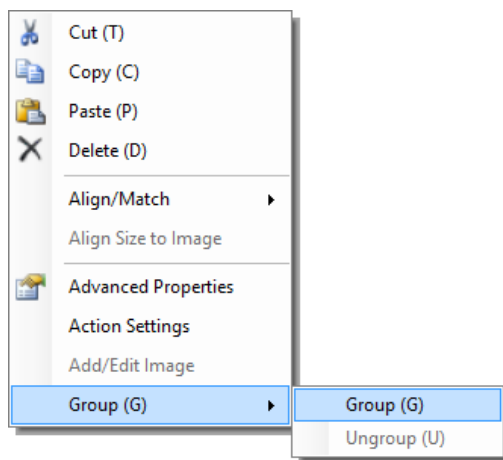 Cut (T)
Copy (C)
Paste (P)
Delete (D)
Align/Match
Align Size to Image
Advanced Properties
Action Settings
Add/Edit Image
Group (G)
Group (G)
Ungroup (U)